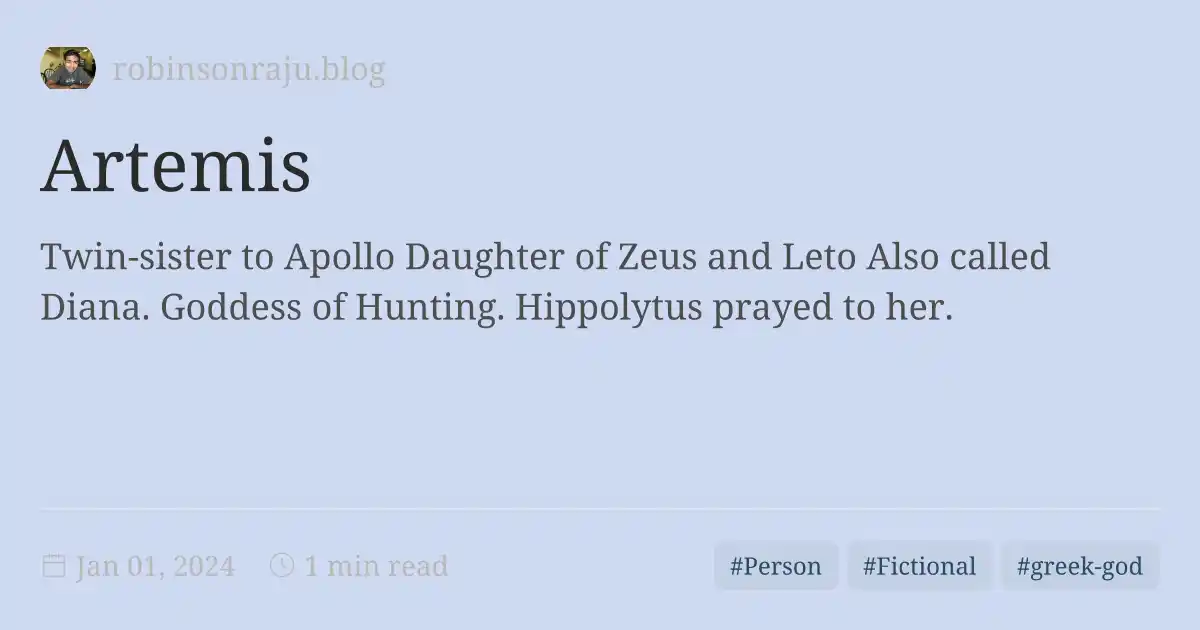 robinsonraju.blog
Artemis
Twin-sister to Apollo Daughter of Zeus and Leto Also called
Diana. Goddess of Hunting. Hippolytus prayed to her.
Jan 01, 2024 1 min read #Person #Fictional #greek-god